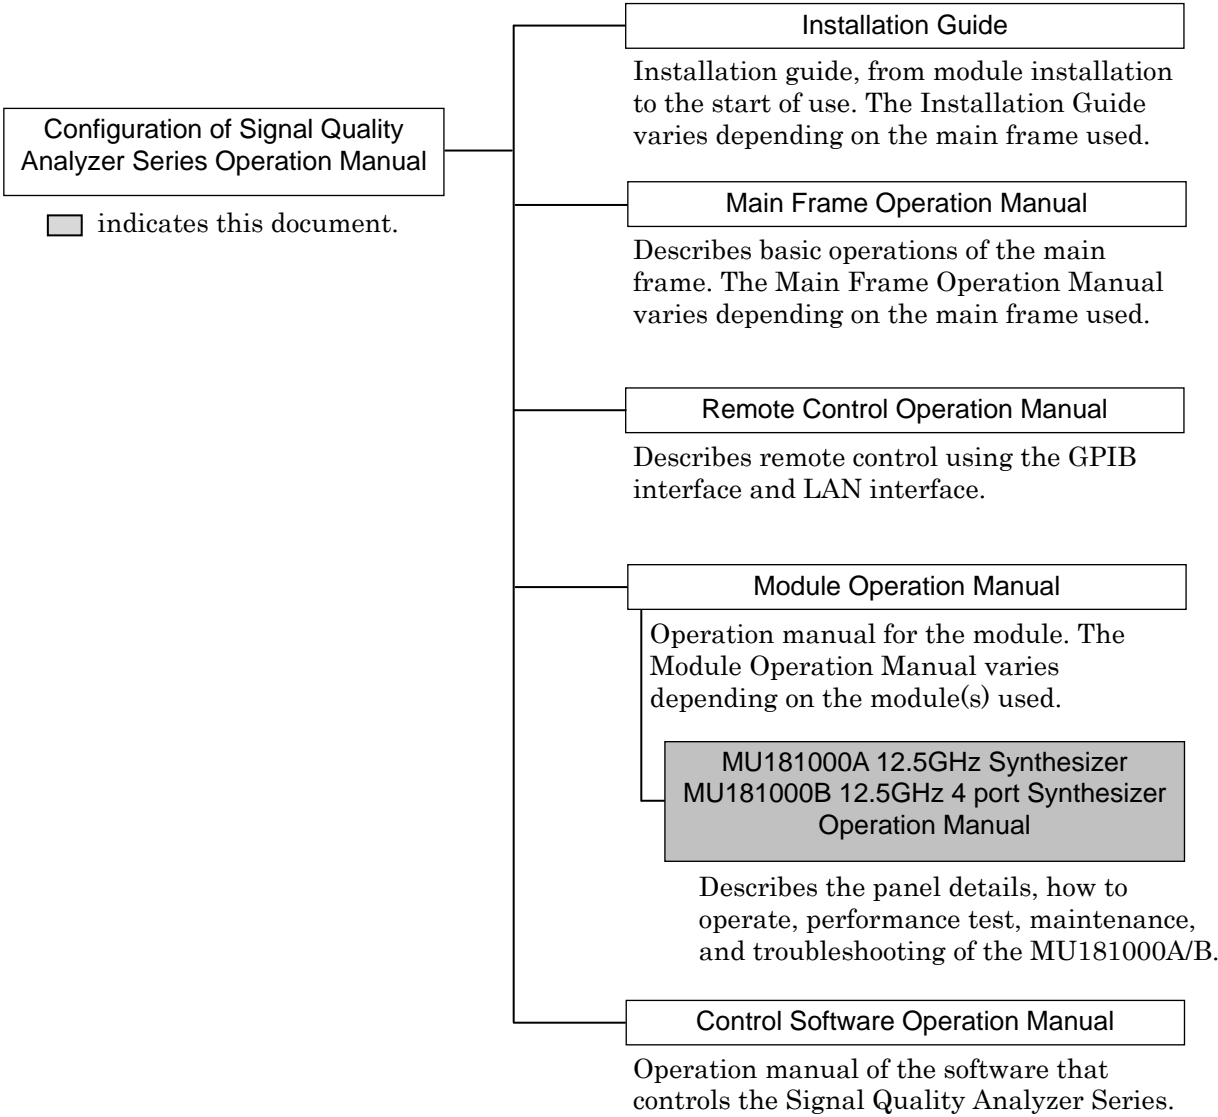 Installation Guide
Installation guide, from module installation
to the start of use. The Installation Guide
varies depending on the main frame used.
Configuration of Signal Quality
Analyzer Series Operation Manual
indicates this document.
Main Frame Operation Manual
Describes basic operations of the main
frame. The Main Frame Operation Manual
varies depending on the main frame used.
Remote Control Operation Manual
Describes remote control using the GPIB
interface and LAN interface.
Module Operation Manual
Operation manual for the module. The
Module Operation Manual varies
depending on the module(s) used.
MU181000A 12.5GHz Synthesizer
MU181000B 12.5GHz 4 port Synthesizer
Operation Manual
Describes the panel details, how to
operate, performance test, maintenance,
and troubleshooting of the MU181000A/B.
Control Software Operation Manual
Operation manual of the software that
controls the Signal Quality Analyzer Series.